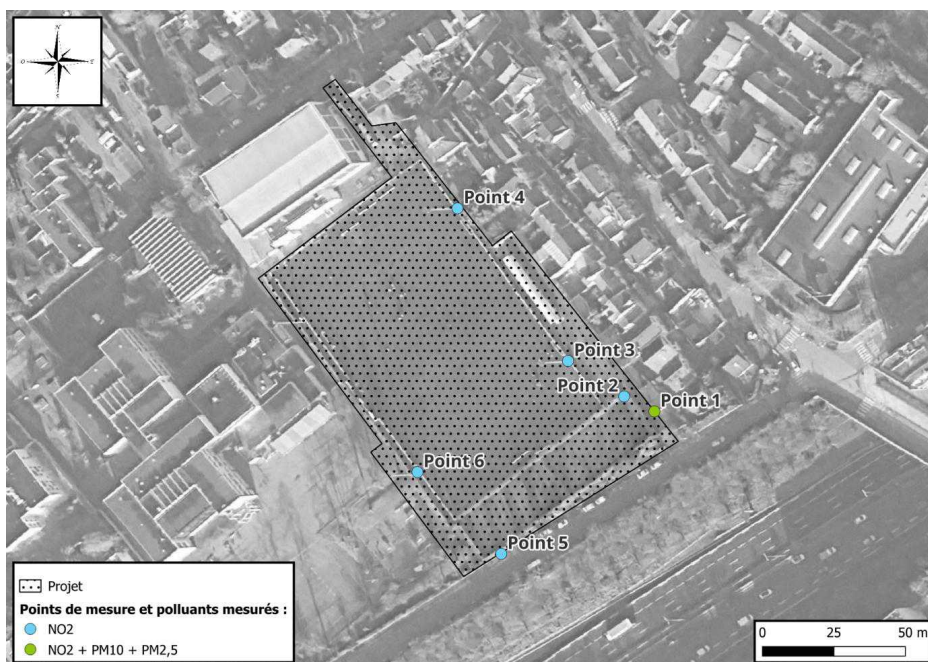 N
O
E
S
Point 4
Point 3
Point 2
Point 1
Point 6
Point 5
Projet
Points de mesure et polluants mesurés :
NO2
NO2 + PM10 + PM2,5
0 25 50 m